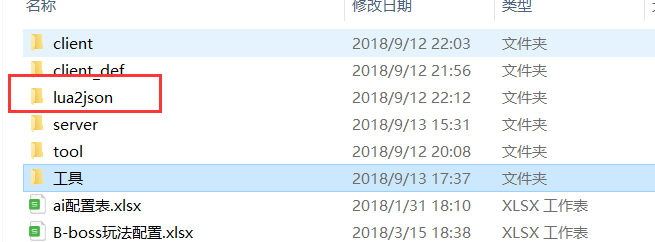 名称 修改日期 类型
client 2018/9/12 22:03 文件夹
client_def 2018/9/12 21:56 文件夹
lua2json 2018/9/12 22:12 文件夹
server 2018/9/13 15:31 文件夹
tool 2018/9/12 20:08 文件夹
工具 2018/9/13 17:37 文件夹
ai配置表.xlsx 2018/1/31 18:10 XLSX 工作表
B-boss玩法配置.xlsx 2018/3/15 18:38 XLSX 工作表